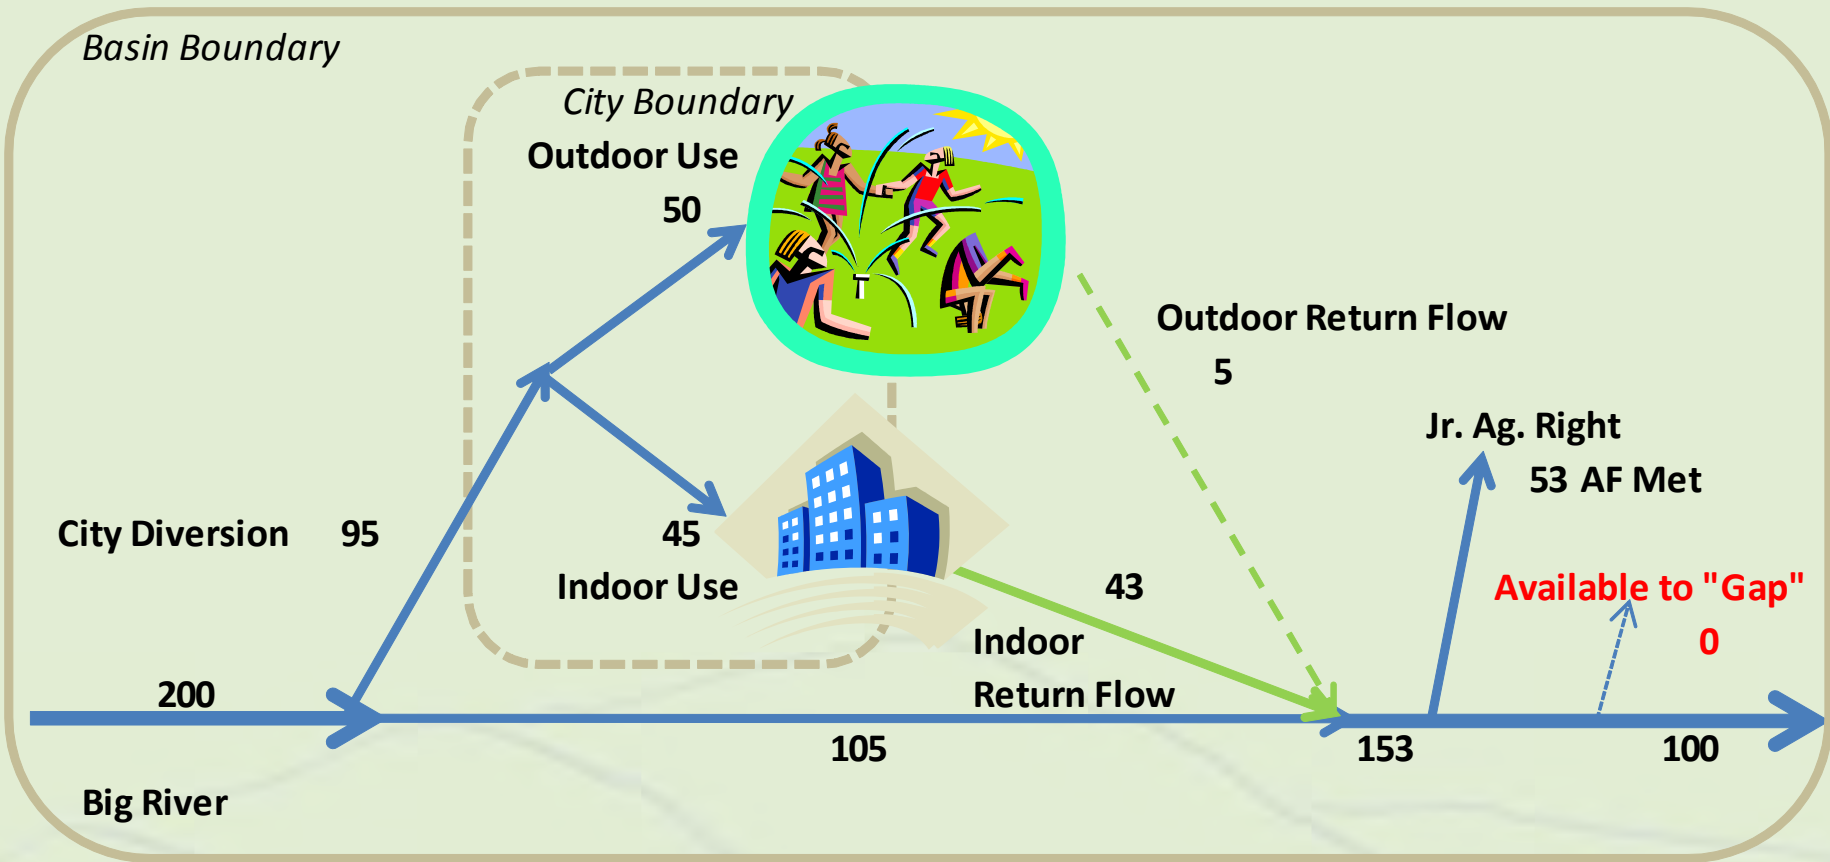 Basin Boundary
City Boundary
Outdoor Use
50
Outdoor Return Flow
5
Jr. Ag. Right
53 AF Met
City Diversion 95
45
Indoor Use
43
Available to "Gap"
0
Indoor
Return Flow
200
105
153
100
Big River